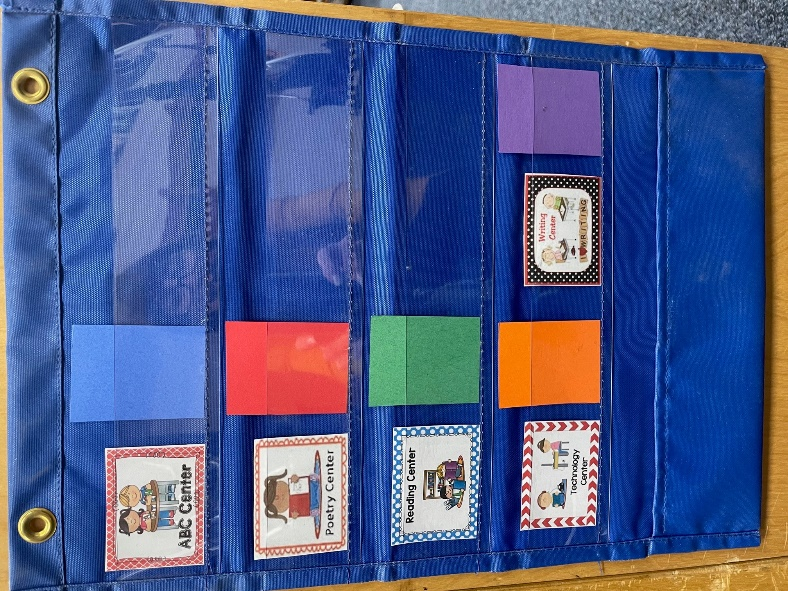 ABC Center
Poetry Center
Reading Center
Technology
Center
Writing
Center
I ♥ WRITING